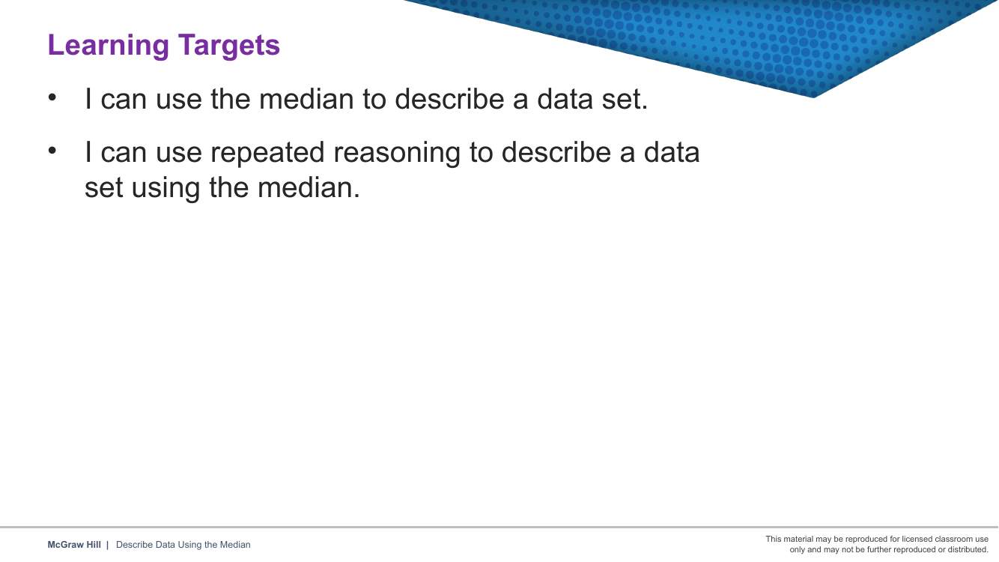 Learning Targets
• I can use the median to describe a data set.
• I can use repeated reasoning to describe a data
set using the median.
McGraw Hill | Describe Data Using the Median
This material may be reproduced for licensed classroom use
only and may not be further reproduced or distributed.